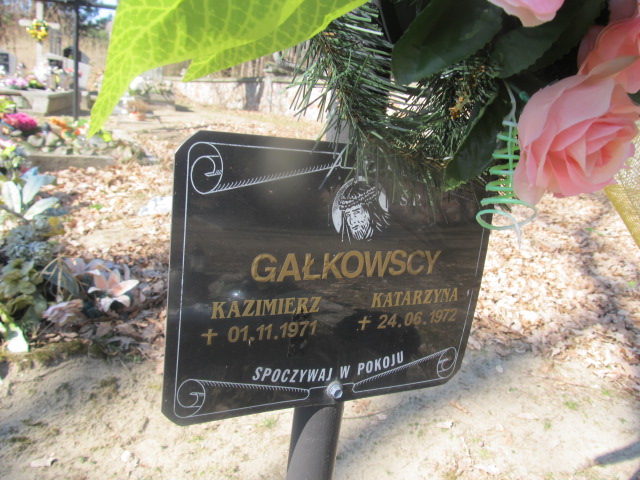 Ś.P.
GAŁKOWSCY
KAZIMIERZ KATARZYNA
✝ 01.11.1971 ✝ 24.06.1972
SPOCZYWAJ W POKOJU